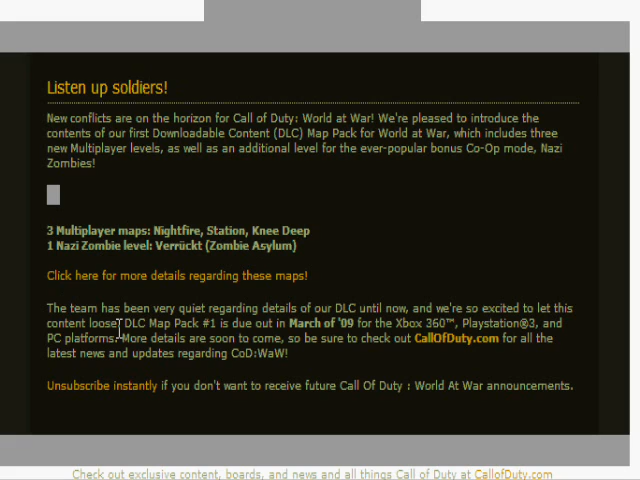 Listen up soldiers!
New conflicts are on the horizon for Call of Duty: World at War! We're pleased to introduce the
contents of our first Downloadable Content (DLC) Map Pack for World at War, which includes three
new Multiplayer levels, as well as an additional level for the ever-popular bonus Co-Op mode, Nazi
Zombies!
3 Multiplayer maps: Nightfire, Station, Knee Deep
1 Nazi Zombie level: Verrückt (Zombie Asylum)
Click here for more details regarding these maps!
The team has been very quiet regarding details of our DLC until now, and we're so excited to let this
content loose! DLC Map Pack #1 is due out in March of '09 for the Xbox 360™, Playstation®3, and
PC platforms. More details are soon to come, so be sure to check out CallOfDuty.com for all the
latest news and updates regarding CoD:WaW!
Unsubscribe instantly if you don't want to receive future Call Of Duty : World At War announcements.
Check out exclusive content, boards, and news and all things Call of Duty at CallofDuty.com